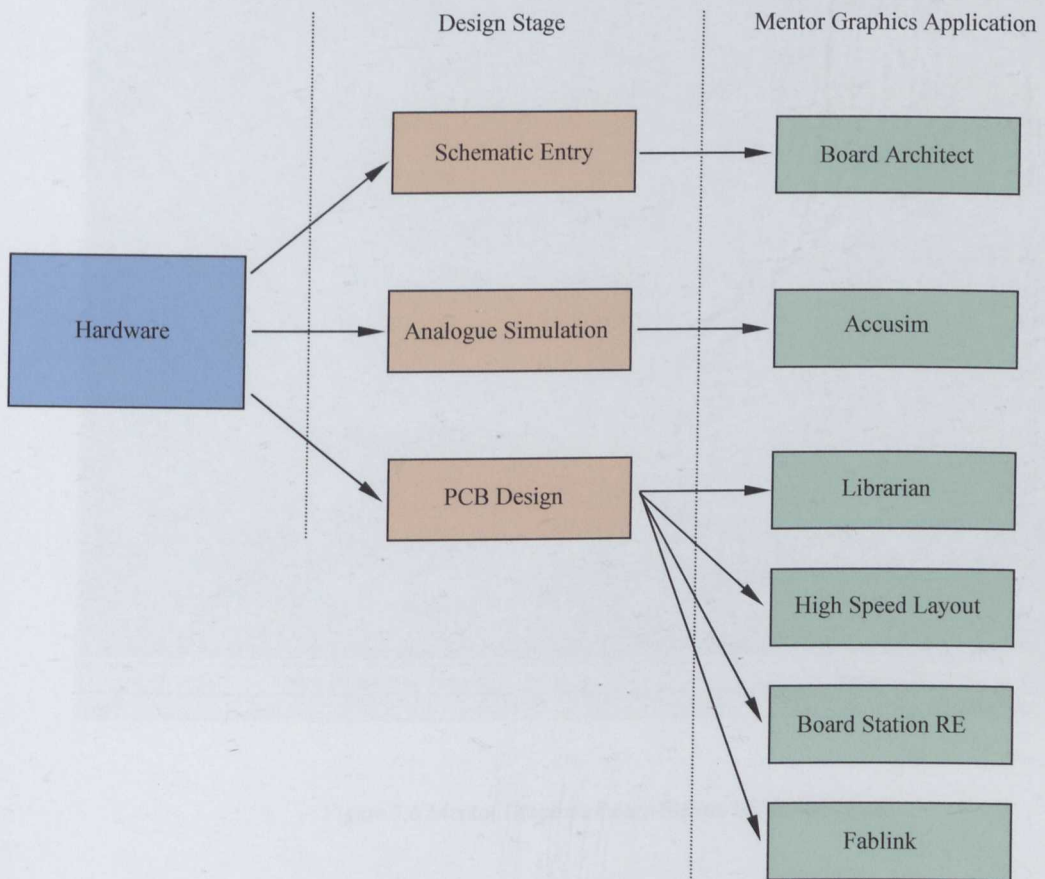 Design Stage
Mentor Graphics Application
Schematic Entry
Board Architect
Hardware
Analogue Simulation
Accusim
PCB Design
Librarian
High Speed Layout
Board Station RE
Fablink